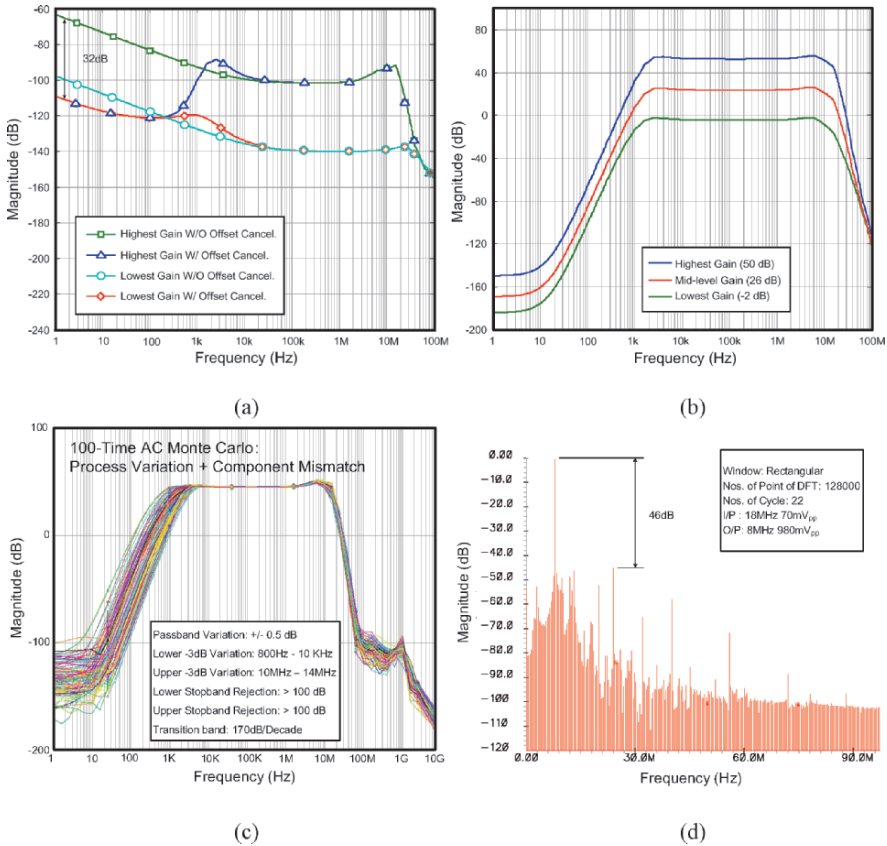 -60
-80
-100
-120
-140
-160
-180
-200
-220
-240
Magnitude (dB)
32dB
Highest Gain W/O Offset Cancel.
Highest Gain W/ Offset Cancel.
Lowest Gain W/O Offset Cancel.
Lowest Gain W/ Offset Cancel.
1 10 100 1k 10k 100k 1M 10M 100M
Frequency (Hz)
(a)
80
40
0
-40
-80
-120
-160
-200
Magnitude (dB)
Highest Gain (50 dB)
Mid-level Gain (26 dB)
Lowest Gain (-2 dB)
1 10 100 1k 10k 100k 1M 10M 100M
Frequency (Hz)
(b)
100
0
-100
-200
Magnitude (dB)
100-Time AC Monte Carlo:
Process Variation + Component Mismatch
Passband Variation: +/- 0.5 dB
Lower -3dB Variation: 800Hz - 10 KHz
Upper -3dB Variation: 10MHz – 14MHz
Lower Stopband Rejection: > 100 dB
Upper Stopband Rejection: > 100 dB
Transition band: 170dB/Decade
1 10 100 1K 10K 100K 1M 10M 100M 1G 10G
Frequency (Hz)
(c)
0.00
-10.0
-20.0
-30.0
-40.0
-50.0
-60.0
-70.0
-80.0
-90.0
-100
-110
-120
Magnitude (dB)
46dB
Window: Rectangular
Nos. of Point of DFT: 128000
Nos. of Cycle: 22
I/P : 18MHz 70mVpp
O/P: 8MHz 980mVpp
0.00 30.0M 60.0M 90.0M
Frequency (Hz)
(d)